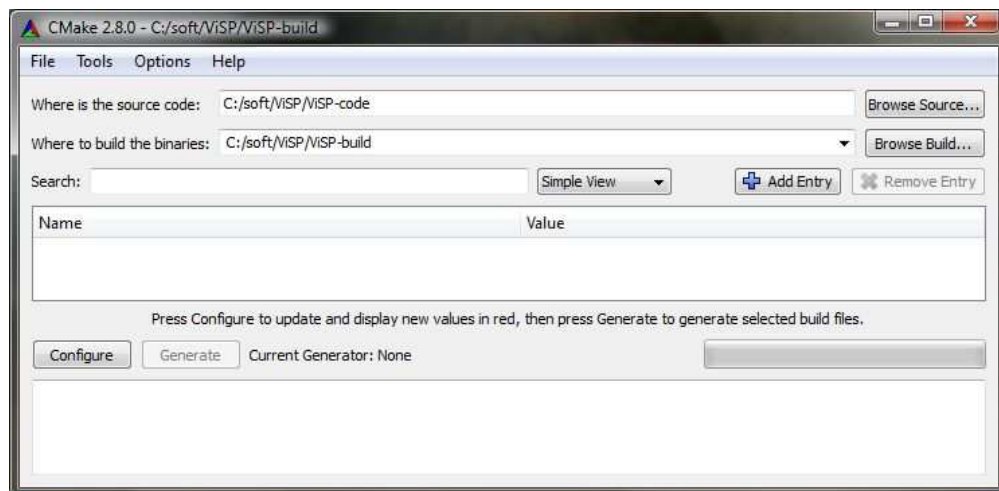 CMake 2.8.0 - C:/soft/ViSP/ViSP-build
File Tools Options Help
Where is the source code: C:/soft/ViSP/ViSP-code Browse Source...
Where to build the binaries: C:/soft/ViSP/ViSP-build Browse Build...
Search: Simple View Add Entry Remove Entry
Name Value
Press Configure to update and display new values in red, then press Generate to generate selected build files.
Configure Generate Current Generator: None